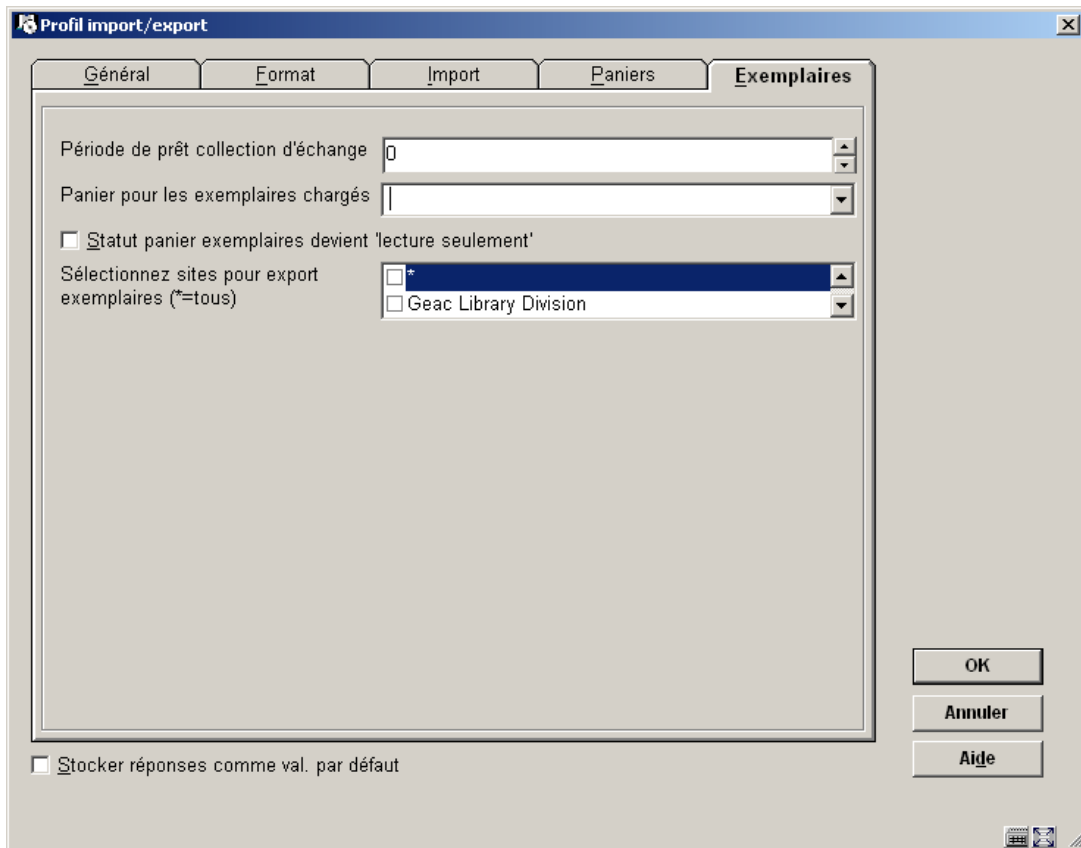 Profil import/export
Général Format Import Paniers Exemplaires
Période de prêt collection d'échange 0
Panier pour les exemplaires chargés
Statut panier exemplaires devient 'lecture seulement'
Sélectionnez sites pour export *
exemplaires (*=tous) Geac Library Division
OK
Annuler
Aide
Stocker réponses comme val. par défaut